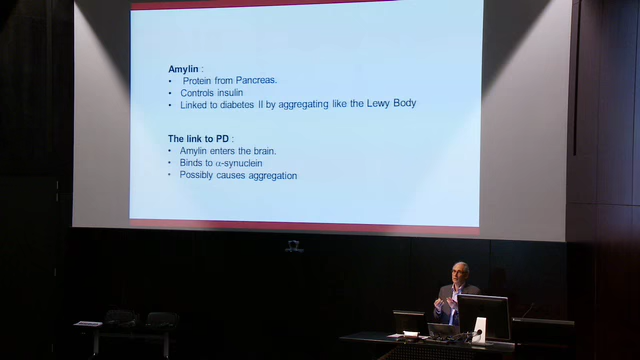 Amylin :
• Protein from Pancreas.
• Controls insulin
• Linked to diabetes II by aggregating like the Lewy Body
The link to PD :
• Amylin enters the brain.
• Binds to α-synuclein
• Possibly causes aggregation